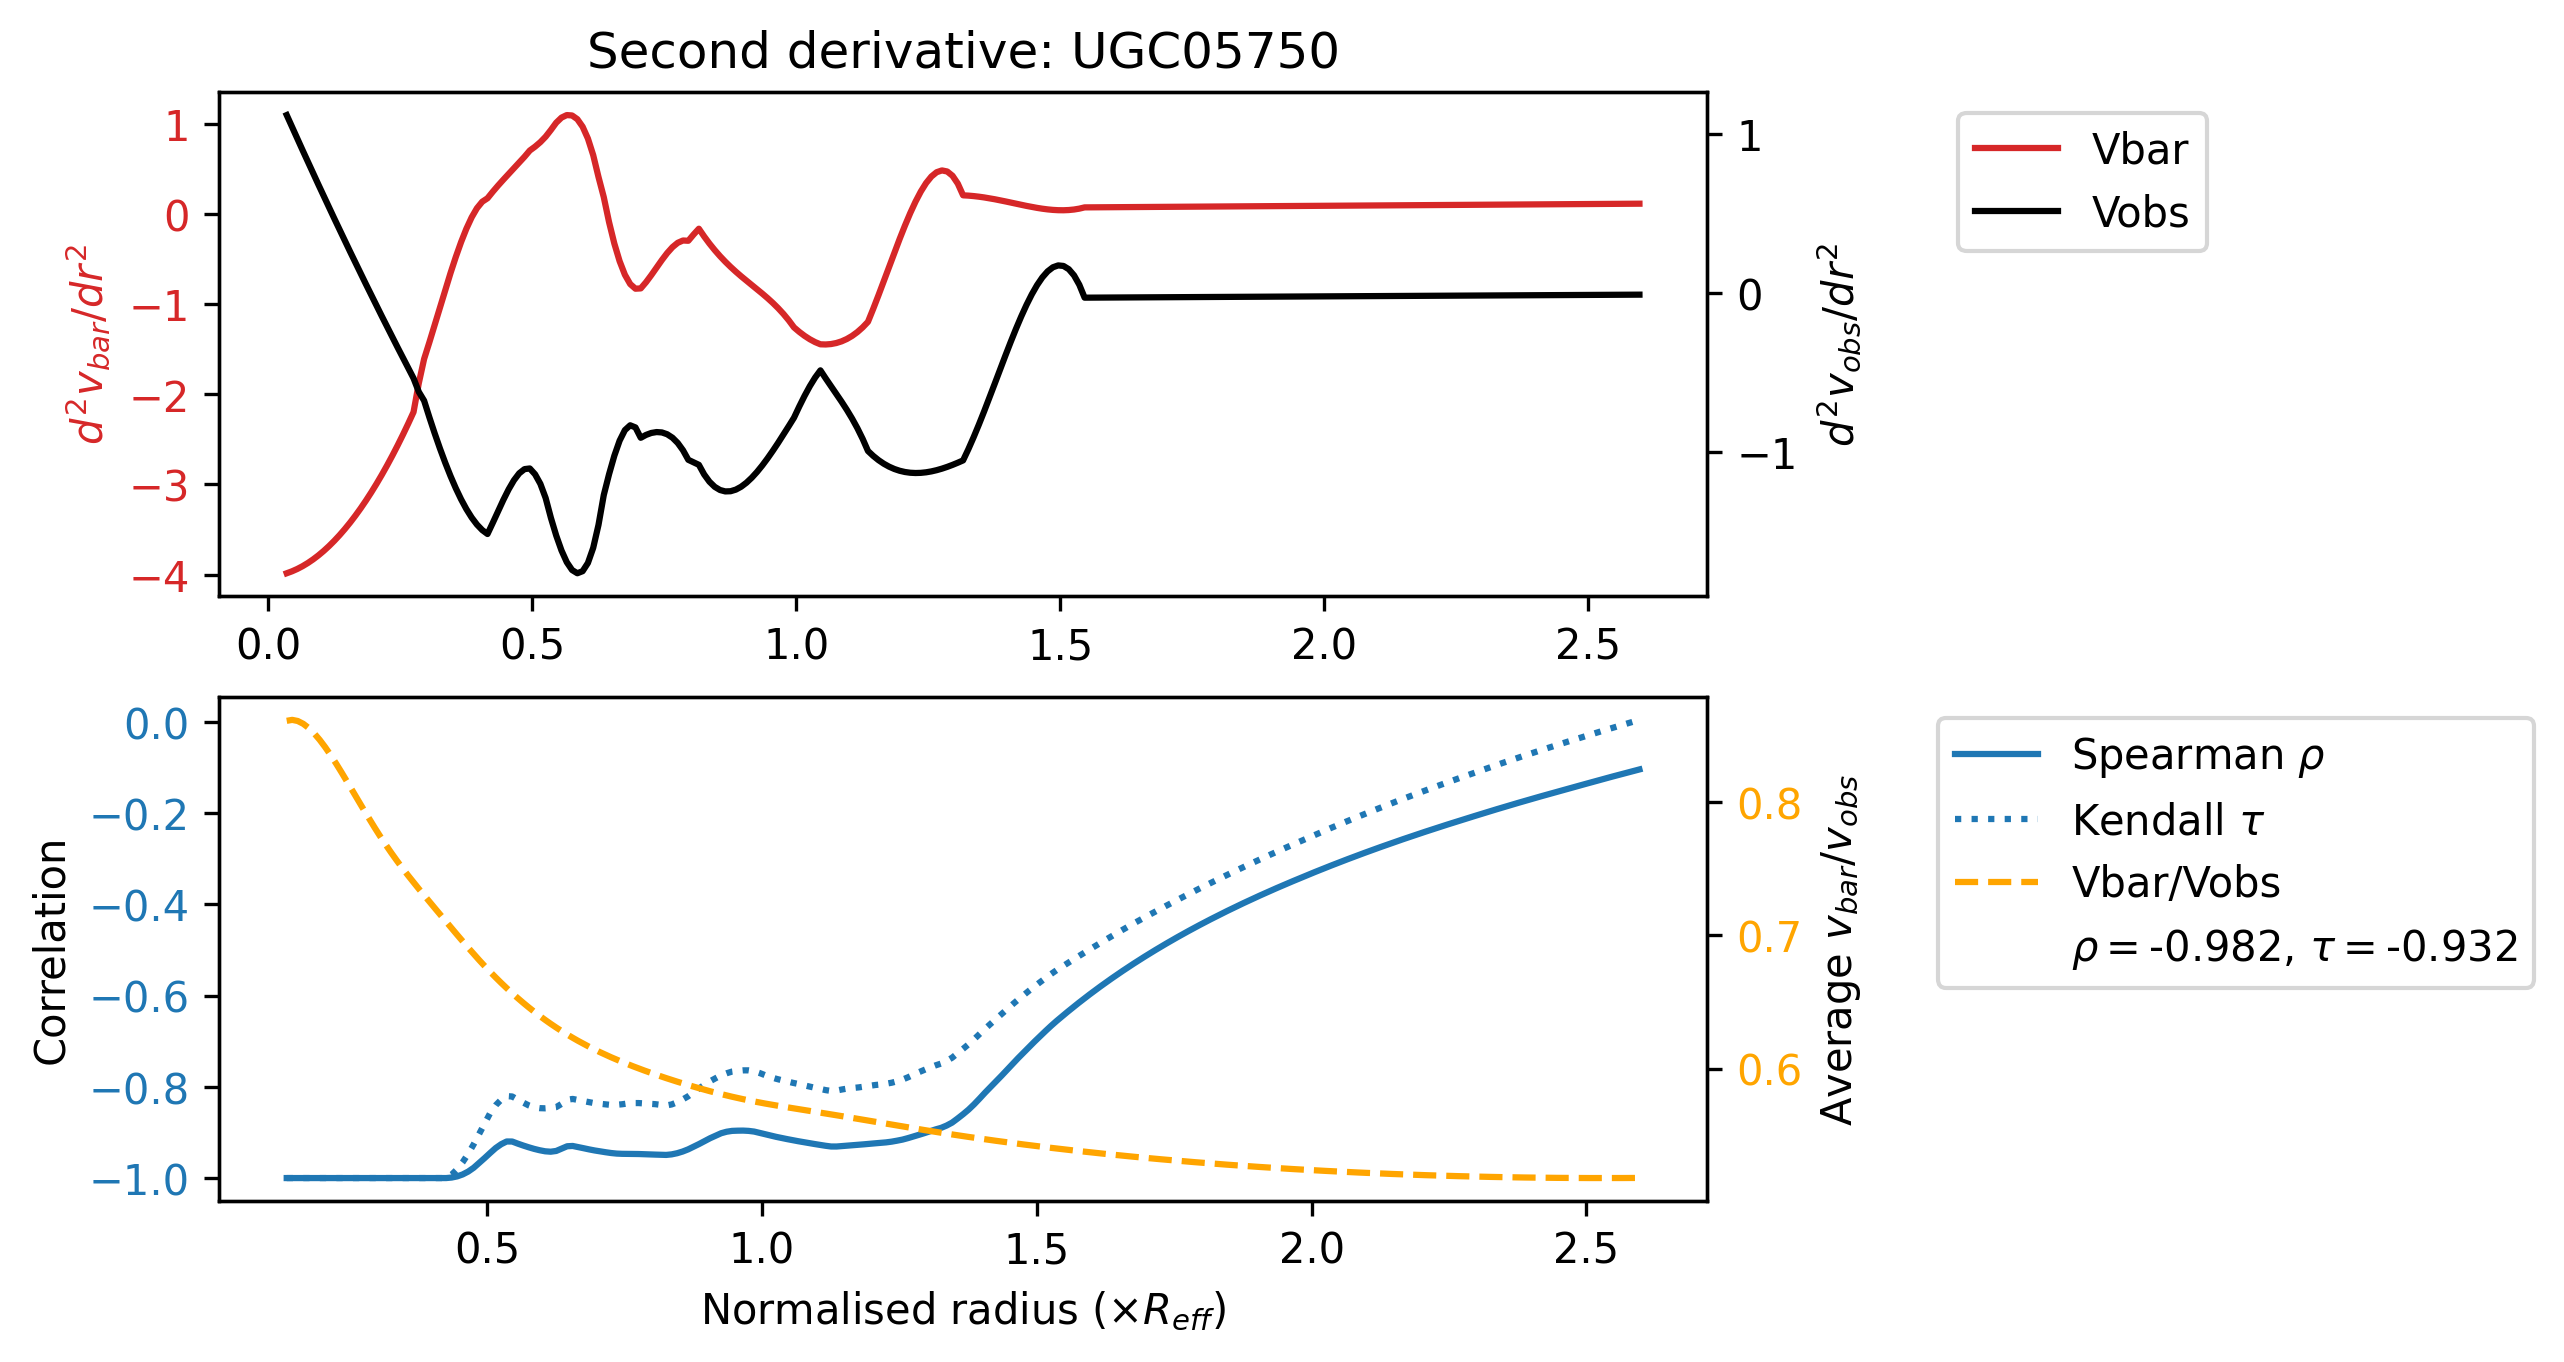 Second derivative: UGC05750
1
0
−1
−2
−3
−4
d²v_bar/dr²
1
0
−1
d²v_obs/dr²
0.0 0.5 1.0 1.5 2.0 2.5
Vbar
Vobs
0.0
−0.2
−0.4
−0.6
−0.8
−1.0
Correlation
0.8
0.7
0.6
Average v_bar/v_obs
0.5 1.0 1.5 2.0 2.5
Normalised radius (×R_eff)
Spearman ρ
Kendall τ
Vbar/Vobs
ρ = -0.982, τ = -0.932